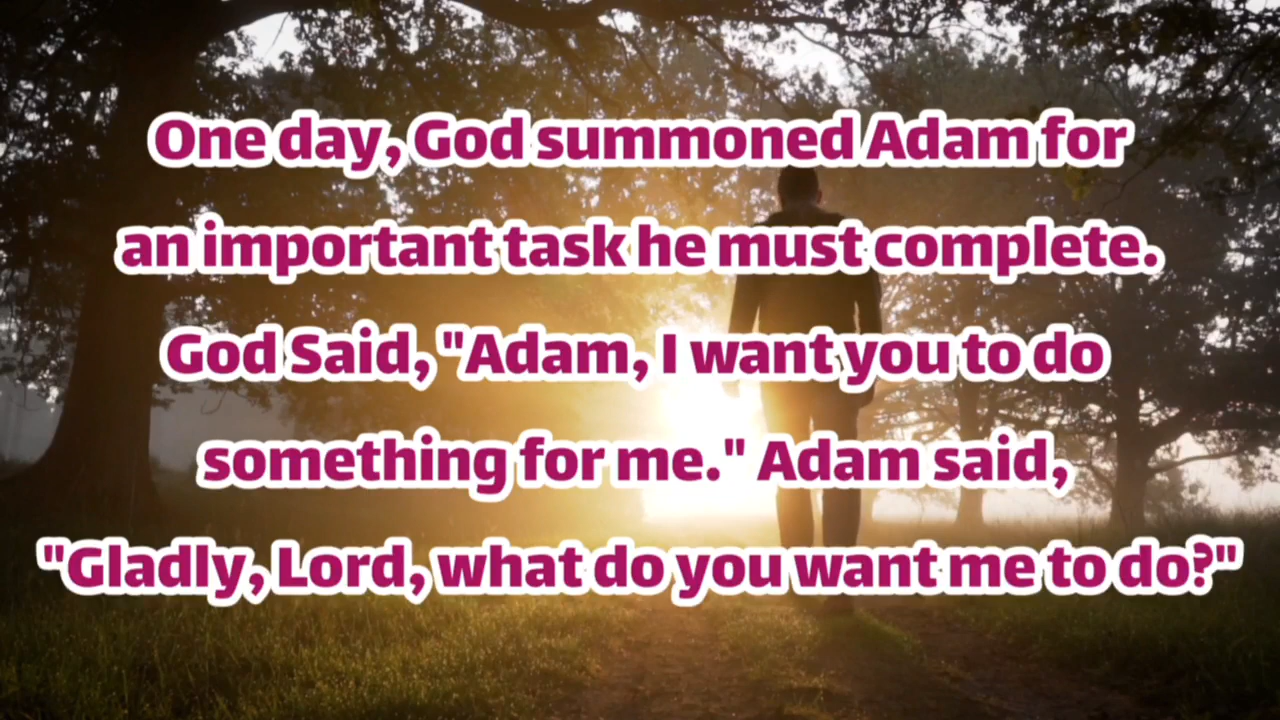 One day, God summoned Adam for
an important task he must complete.
God Said, "Adam, I want you to do
something for me." Adam said,
"Gladly, Lord, what do you want me to do?"